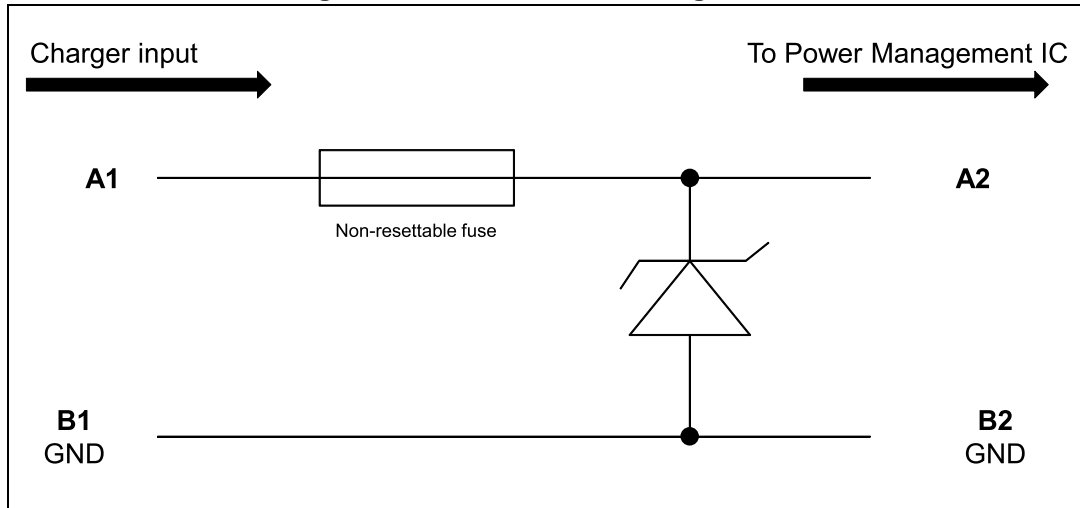 Charger input
To Power Management IC
A1
A2
Non-resettable fuse
B1
GND
B2
GND